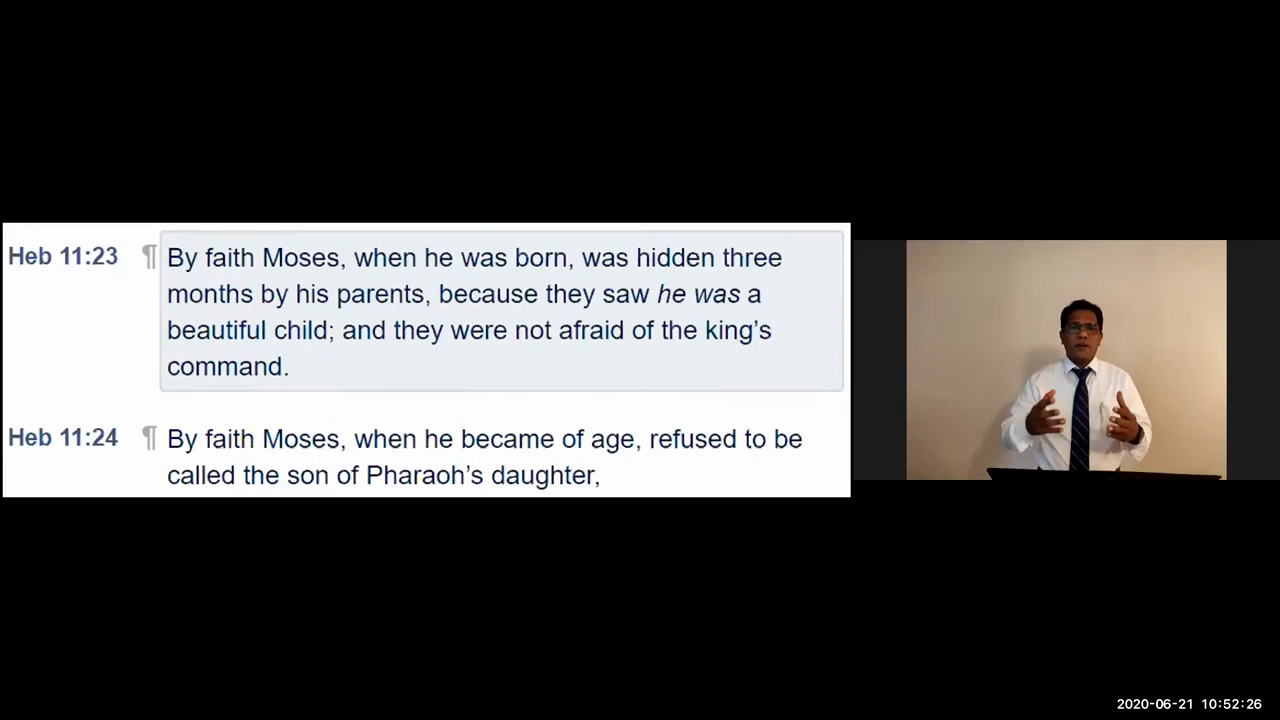 Heb 11:23 ¶ By faith Moses, when he was born, was hidden three
months by his parents, because they saw he was a
beautiful child; and they were not afraid of the king’s
command.
Heb 11:24 ¶ By faith Moses, when he became of age, refused to be
called the son of Pharaoh’s daughter,
2020-06-21 10:52:26